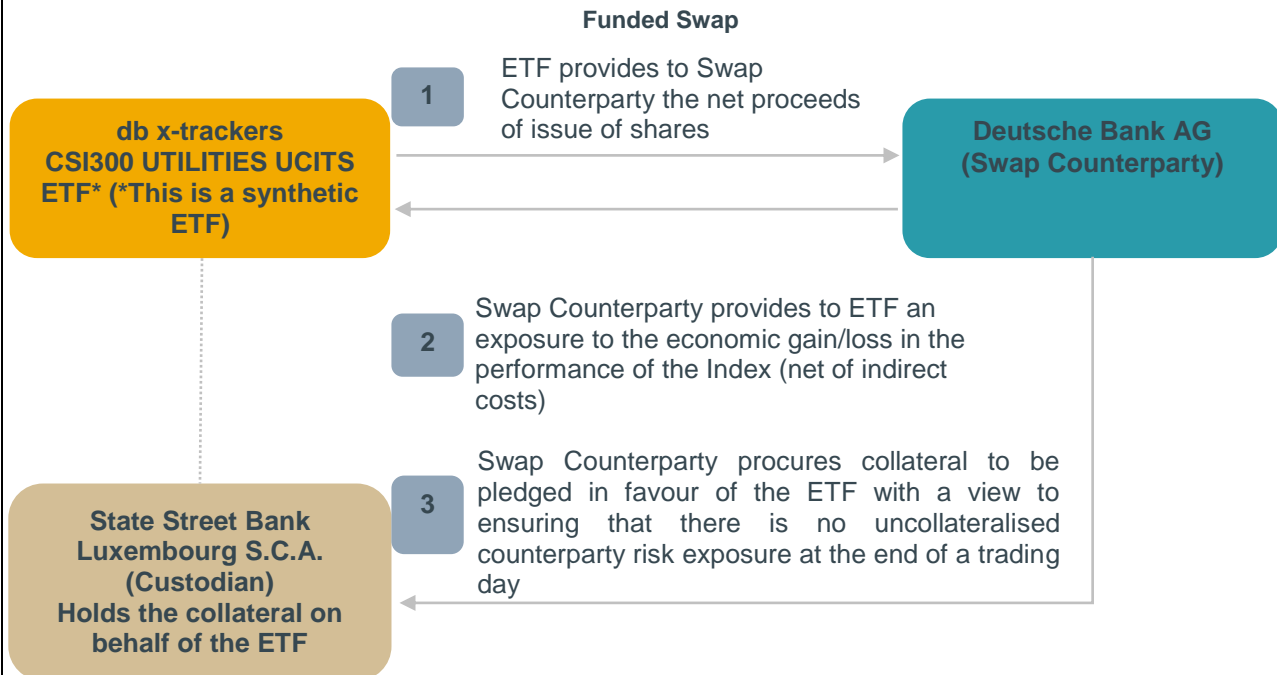 Funded Swap
1
ETF provides to Swap
Counterparty the net proceeds
of issue of shares
db x-trackers
CSI300 UTILITIES UCITS
ETF* (*This is a synthetic
ETF)
Deutsche Bank AG
(Swap Counterparty)
2
Swap Counterparty provides to ETF an
exposure to the economic gain/loss in the
performance of the Index (net of indirect
costs)
3
Swap Counterparty procures collateral to be
pledged in favour of the ETF with a view to
ensuring that there is no uncollateralised
counterparty risk exposure at the end of a trading
day
State Street Bank
Luxembourg S.C.A.
(Custodian)
Holds the collateral on
behalf of the ETF